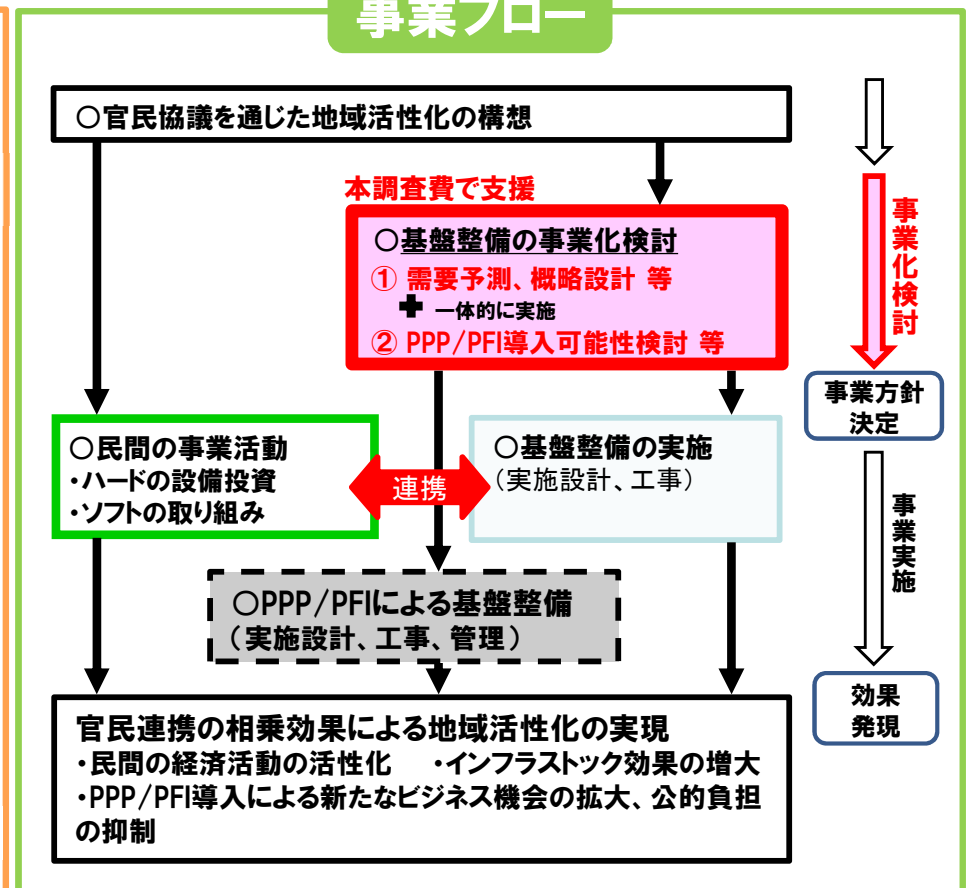 事業フロー
○官民協議を通じた地域活性化の構想
本調査費で支援
○基盤整備の事業化検討
① 需要予測、概略設計 等
✚ 一体的に実施
② PPP/PFI導入可能性検討 等
事業化検討
事業方針
決定
○民間の事業活動
・ハードの設備投資
・ソフトの取り組み
連携
○基盤整備の実施
（実施設計、工事）
事業実施
○PPP/PFIによる基盤整備
（実施設計、工事、管理）
効果
発現
官民連携の相乗効果による地域活性化の実現
・民間の経済活動の活性化　・インフラストック効果の増大
・PPP/PFI導入による新たなビジネス機会の拡大、公的負担
の抑制